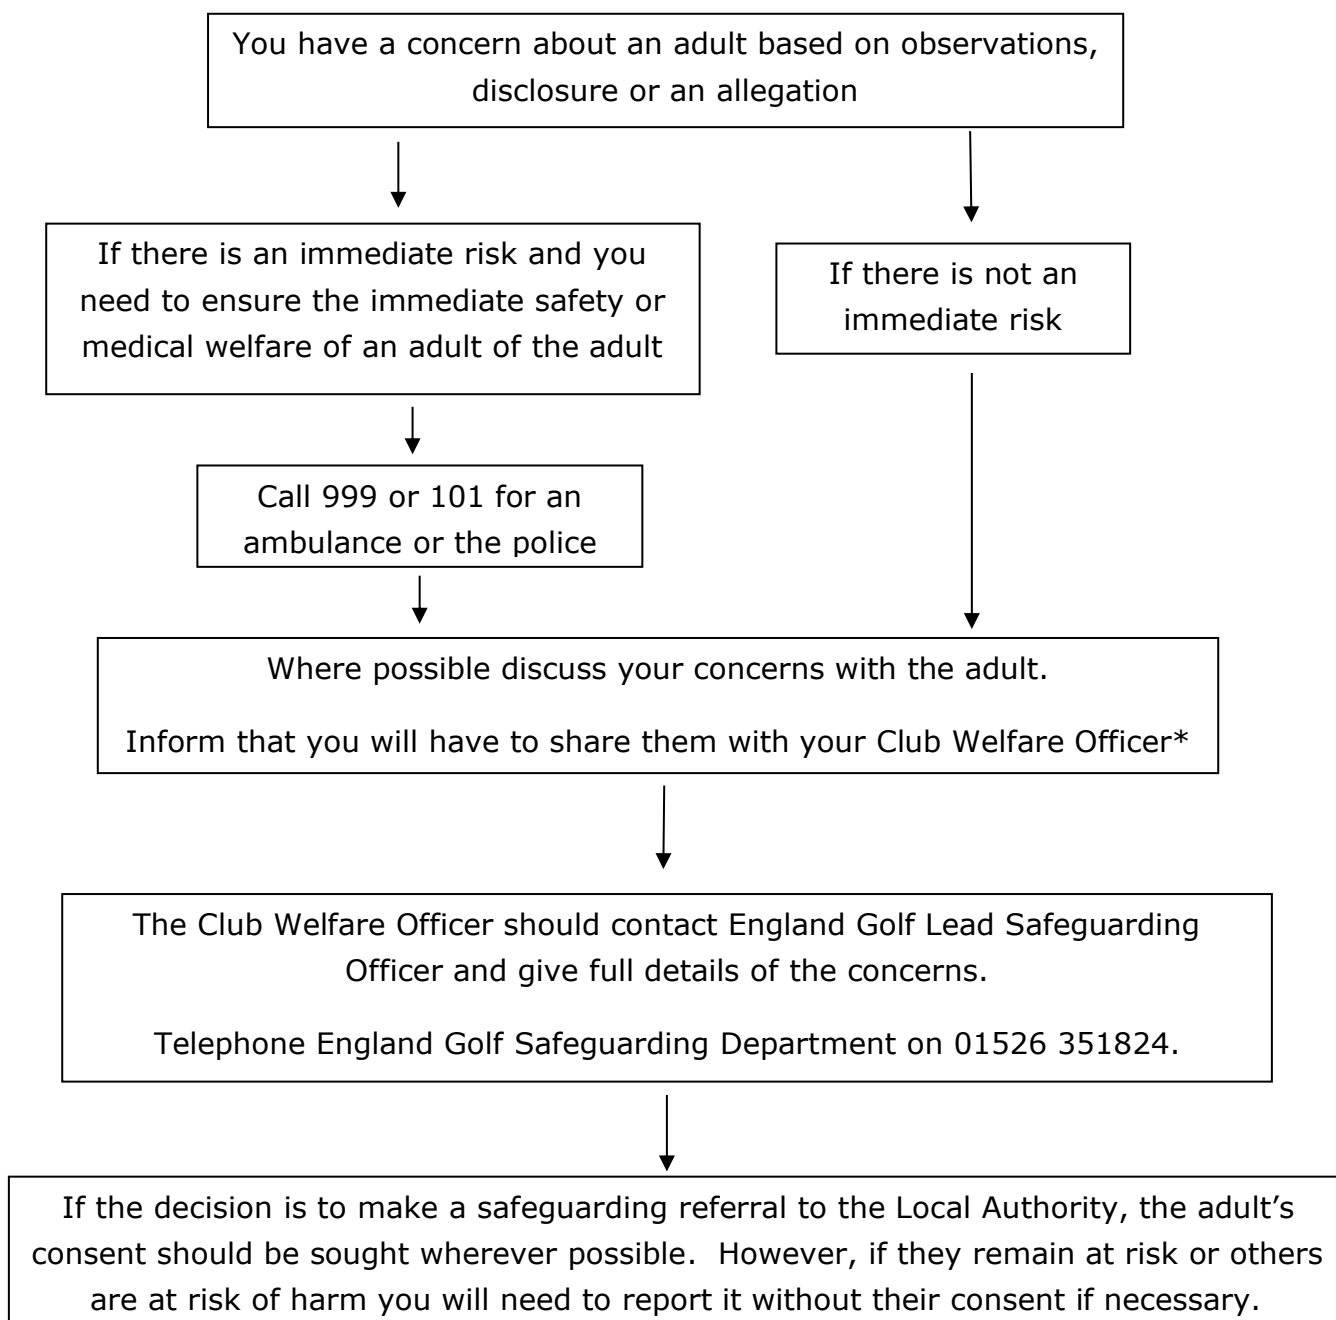 You have a concern about an adult based on observations,
disclosure or an allegation
If there is an immediate risk and you
need to ensure the immediate safety or
medical welfare of an adult of the adult
If there is not an
immediate risk
Call 999 or 101 for an
ambulance or the police
Where possible discuss your concerns with the adult.
Inform that you will have to share them with your Club Welfare Officer*
The Club Welfare Officer should contact England Golf Lead Safeguarding
Officer and give full details of the concerns.
Telephone England Golf Safeguarding Department on 01526 351824.
If the decision is to make a safeguarding referral to the Local Authority, the adult’s
consent should be sought wherever possible.  However, if they remain at risk or others
are at risk of harm you will need to report it without their consent if necessary.